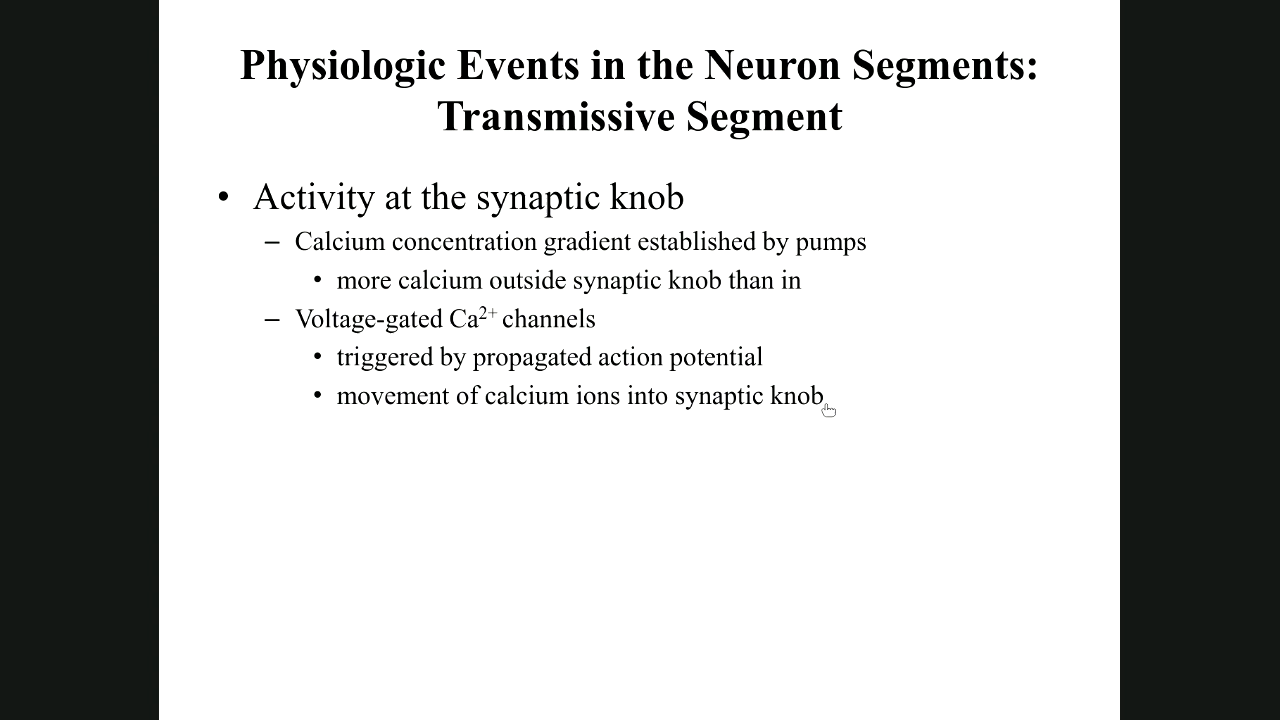 Physiologic Events in the Neuron Segments:
Transmissive Segment
• Activity at the synaptic knob
– Calcium concentration gradient established by pumps
• more calcium outside synaptic knob than in
– Voltage-gated Ca²⁺ channels
• triggered by propagated action potential
• movement of calcium ions into synaptic knob